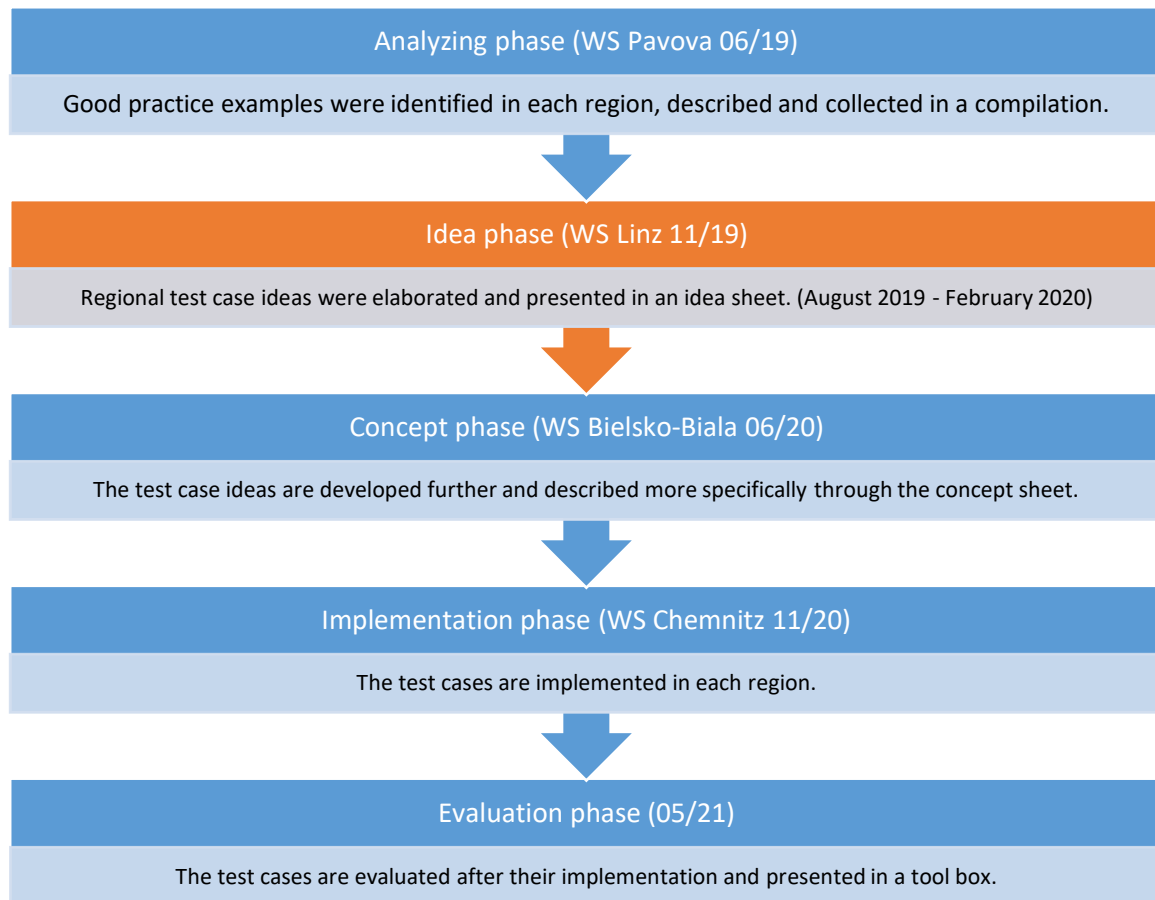 Analyzing phase (WS Pavova 06/19)
Good practice examples were identified in each region, described and collected in a compilation.
Idea phase (WS Linz 11/19)
Regional test case ideas were elaborated and presented in an idea sheet. (August 2019 - February 2020)
Concept phase (WS Bielsko-Biala 06/20)
The test case ideas are developed further and described more specifically through the concept sheet.
Implementation phase (WS Chemnitz 11/20)
The test cases are implemented in each region.
Evaluation phase (05/21)
The test cases are evaluated after their implementation and presented in a tool box.